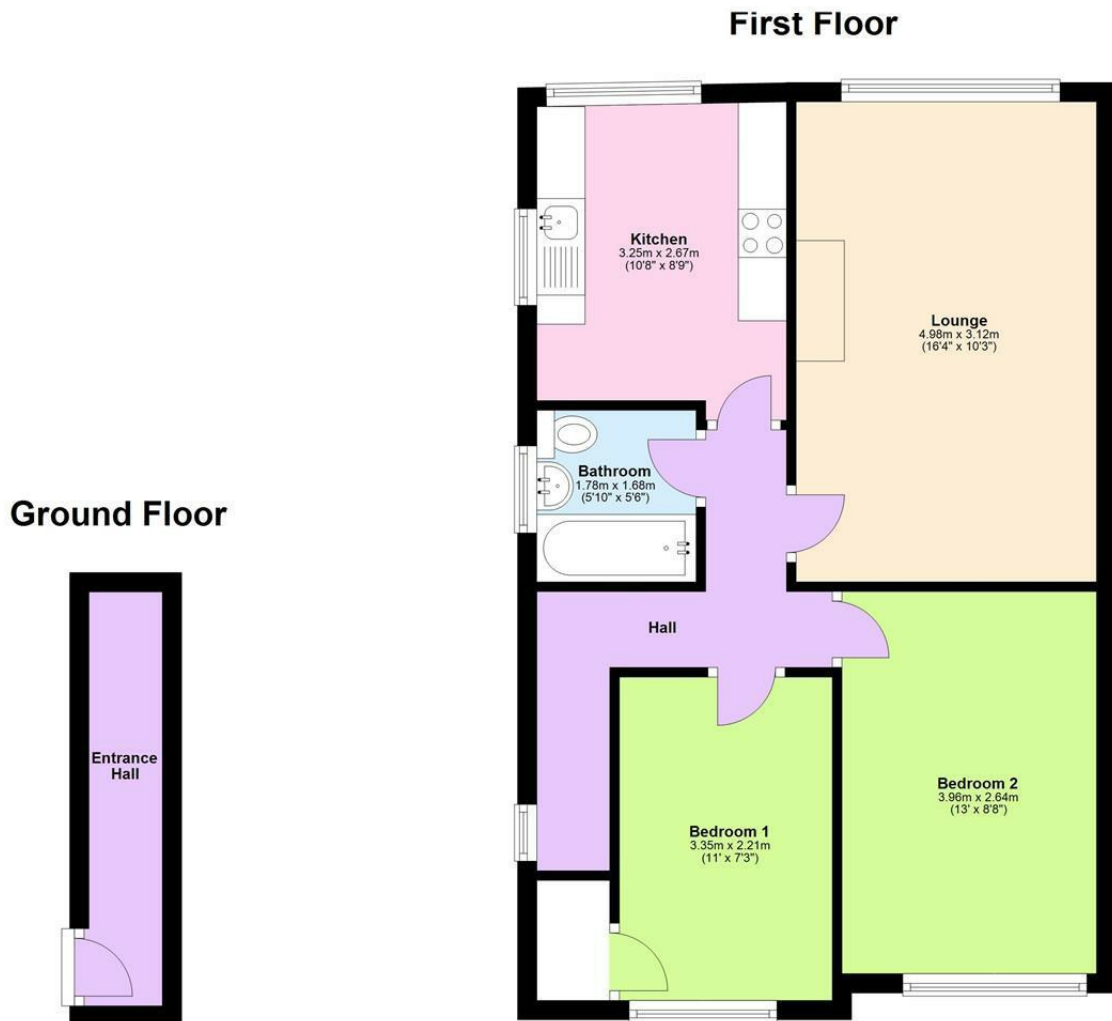 First Floor
Kitchen
3.25m x 2.67m
(10'8" x 8'9")
Lounge
4.98m x 3.12m
(16'4" x 10'3")
Bathroom
1.78m x 1.68m
(5'10" x 5'6")
Ground Floor
Hall
Entrance
Hall
Bedroom 2
3.96m x 2.64m
(13' x 8'8")
Bedroom 1
3.35m x 2.21m
(11' x 7'3")